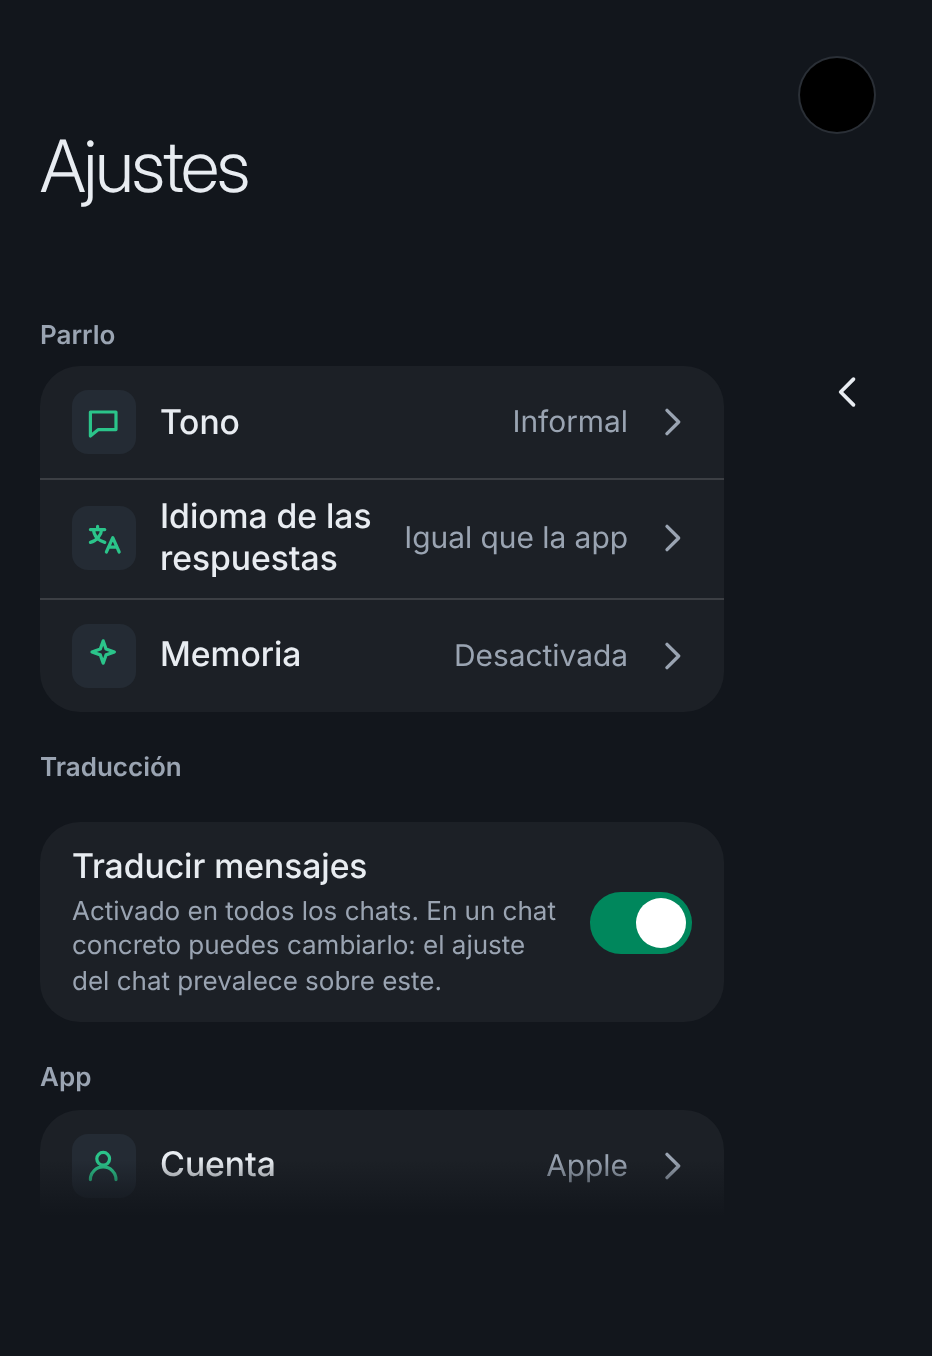 Ajustes
Parrlo
Tono
Informal
Idioma de las
respuestas
Igual que la app
Memoria
Desactivada
Traducción
Traducir mensajes
Activado en todos los chats. En un chat
concreto puedes cambiarlo: el ajuste
del chat prevalece sobre este.
App
Cuenta
Apple